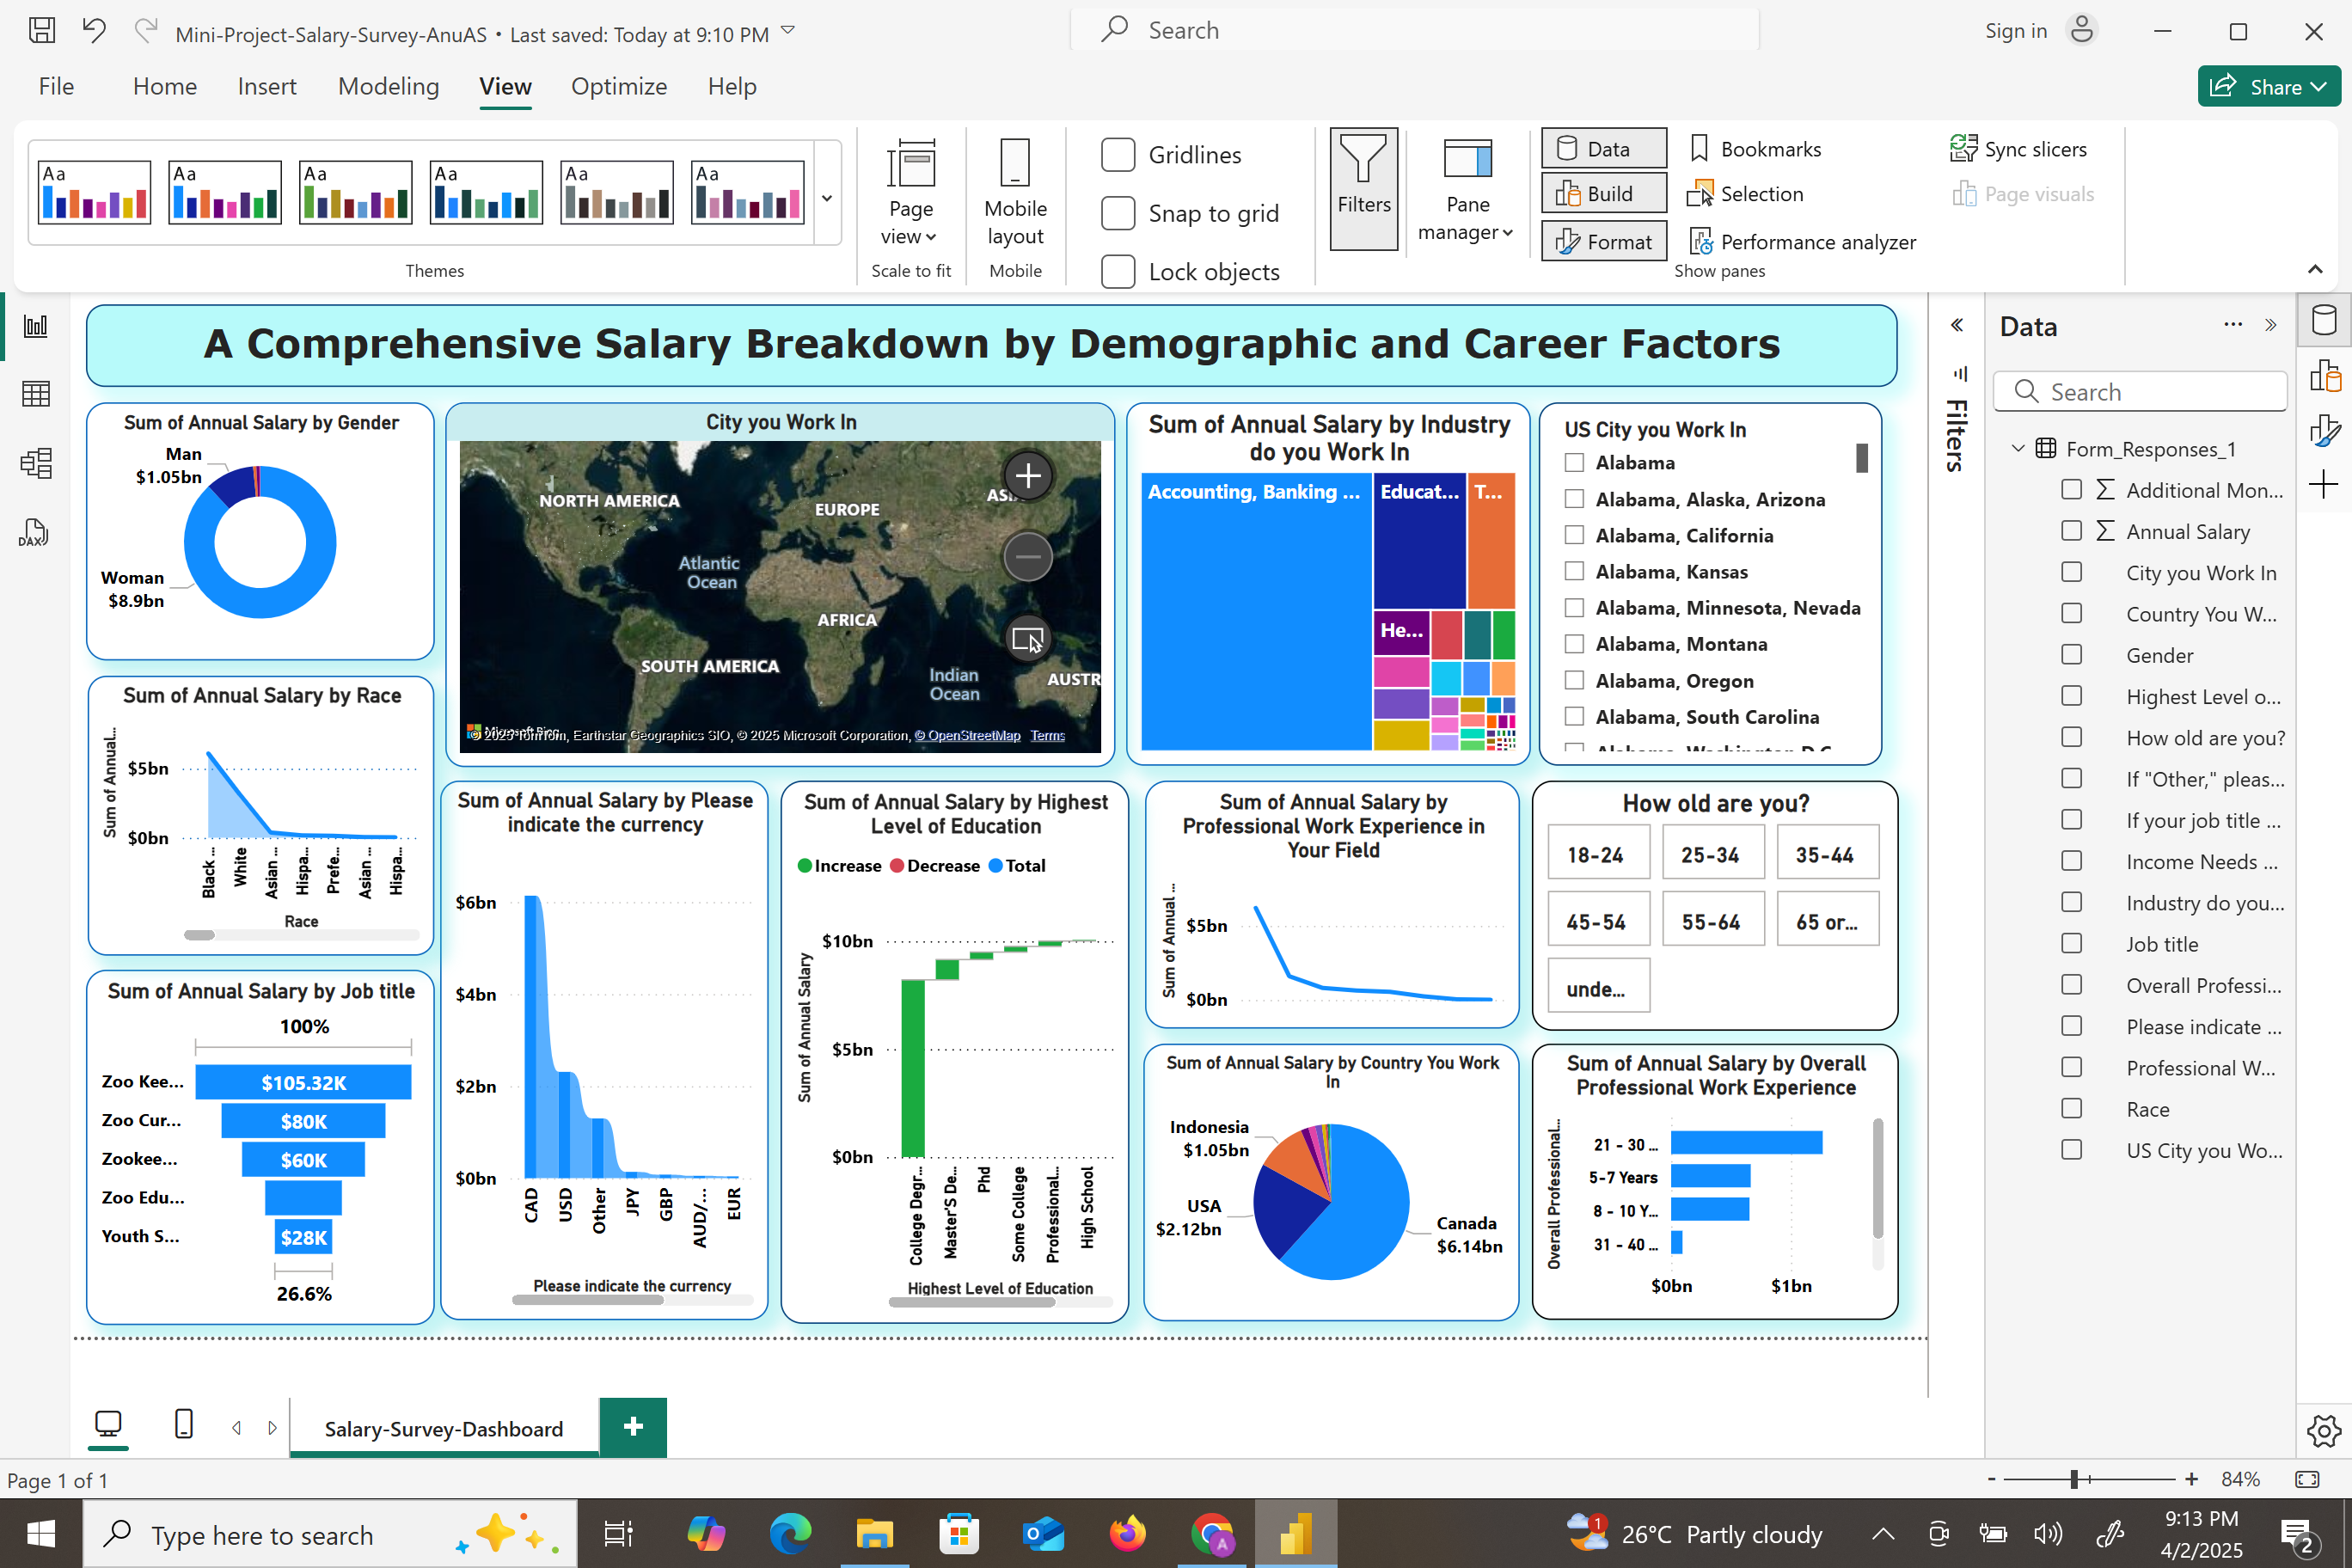 Mini-Project-Salary-Survey-AnuAS • Last saved: Today at 9:10 PM
Search
Sign in
File
Home
Insert
Modeling
View
Optimize
Help
Share
Aa
Aa
Aa
Aa
Aa
Aa
Themes
Page view
Scale to fit
Mobile layout
Mobile
Gridlines
Snap to grid
Lock objects
Filters
Pane manager
Data
Build
Format
Bookmarks
Selection
Performance analyzer
Sync slicers
Page visuals
Show panes
A Comprehensive Salary Breakdown by Demographic and Career Factors
Sum of Annual Salary by Gender
Man
$1.05bn
Woman
$8.9bn
City you Work In
NORTH AMERICA
EUROPE
Atlantic
Ocean
AFRICA
SOUTH AMERICA
Indian
Ocean
AUSTR
Microsoft Bing
© 2025 TomTom, Earthstar Geographics SIO, © 2025 Microsoft Corporation, © OpenStreetMap Terms
Sum of Annual Salary by Industry
do you Work In
Accounting, Banking ...
Educat...
T...
He...
US City you Work In
Alabama
Alabama, Alaska, Arizona
Alabama, California
Alabama, Kansas
Alabama, Minnesota, Nevada
Alabama, Montana
Alabama, Oregon
Alabama, South Carolina
Sum of Annual Salary by Race
Sum of Annual...
$5bn
$0bn
Black ...
White
Asian ...
Hispa...
Prefe...
Asian ...
Hispa...
Race
Sum of Annual Salary by Job title
100%
Zoo Kee...
$105.32K
Zoo Cur...
$80K
Zookee...
$60K
Zoo Edu...
Youth S...
$28K
26.6%
Sum of Annual Salary by Please
indicate the currency
$6bn
$4bn
$2bn
$0bn
CAD
USD
Other
JPY
GBP
AUD/...
EUR
Please indicate the currency
Sum of Annual Salary by Highest
Level of Education
Increase Decrease Total
Sum of Annual Salary
$10bn
$5bn
$0bn
College Degr...
Master'S De...
Phd
Some College
Professional...
High School
Highest Level of Education
Sum of Annual Salary by
Professional Work Experience in
Your Field
Sum of Annual ...
$5bn
$0bn
How old are you?
18-24
25-34
35-44
45-54
55-64
65 or...
unde...
Sum of Annual Salary by Country You Work
In
Indonesia
$1.05bn
USA
$2.12bn
Canada
$6.14bn
Sum of Annual Salary by Overall
Professional Work Experience
Overall Professional...
21 - 30 ...
5-7 Years
8 - 10 Y...
31 - 40 ...
$0bn
$1bn
Filters
Data
Search
Form_Responses_1
Additional Mon...
Annual Salary
City you Work In
Country You W...
Gender
Highest Level o...
How old are you?
If "Other," pleas...
If your job title ...
Income Needs ...
Industry do you...
Job title
Overall Professi...
Please indicate ...
Professional W...
Race
US City you Wo...
DAX
Salary-Survey-Dashboard
Page 1 of 1
84%
Type here to search
A
1
26°C Partly cloudy
9:13 PM
4/2/2025
2